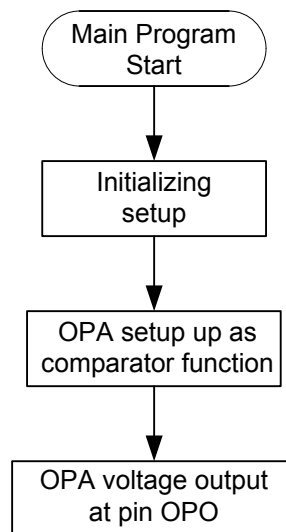 Main Program
Start
Initializing
setup
OPA setup up as
comparator function
OPA voltage output
at pin OPO